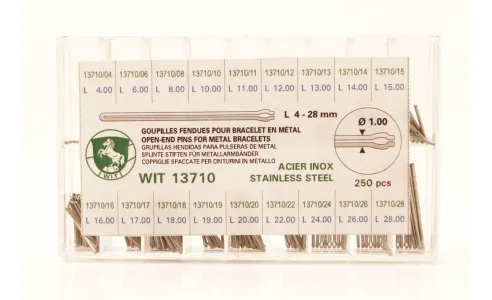 13710/04 13710/06 13710/08 13710/10 13710/11 13710/12 13710/13 13710/14 13710/15
L 4.00 L 6.00 L 8.00 L 10.00 L 11.00 L 12.00 L 13.00 L 14.00 L 15.00
L 4 - 28 mm
Ø 1.00
GOUPILLES FENDUES POUR BRACELET EN MÉTAL
OPEN-END PINS FOR METAL BRACELETS
GRUPILLAS HENDIDAS PARA PULSERAS DE METAL
SPLINTE STIFTEN FÜR METALLARMBÄNDER
COPPIGLIE SPACCATE PER CINTURINI IN METALLO
WIT
WIT 13710
ACIER INOX
STAINLESS STEEL
250 pcs
13710/16 13710/17 13710/18 13710/19 13710/20 13710/22 13710/24 13710/26 13710/28
L 16.00 L 17.00 L 18.00 L 19.00 L 20.00 L 22.00 L 24.00 L 26.00 L 28.00